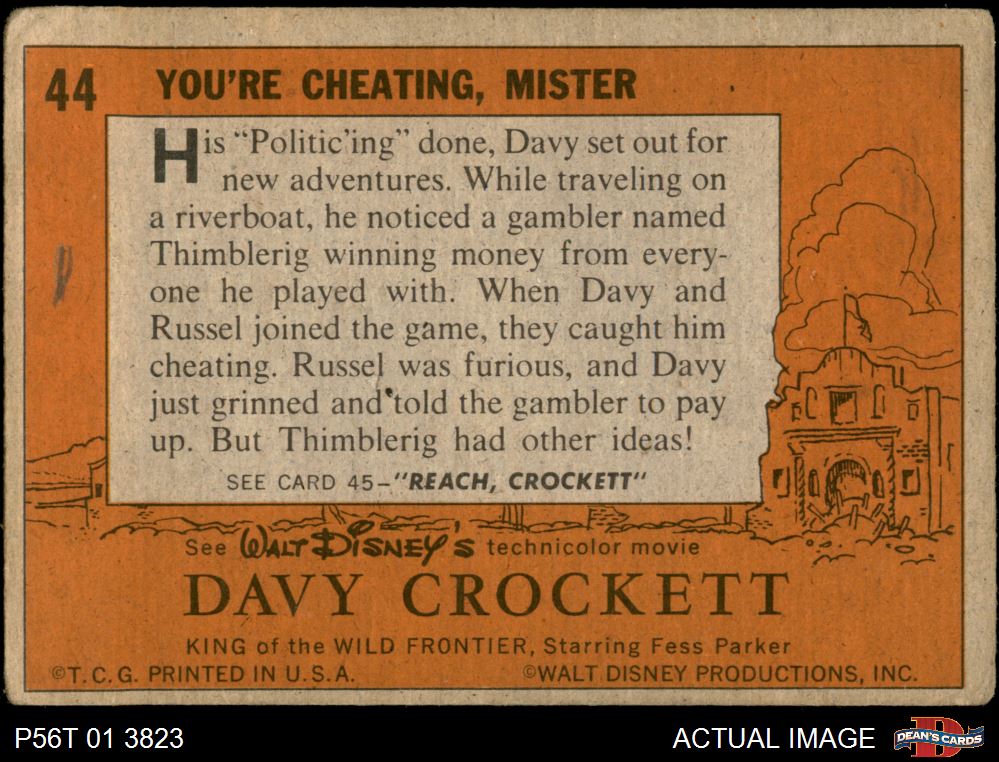 44 YOU'RE CHEATING, MISTER
His "Politic'ing" done, Davy set out for
new adventures. While traveling on
a riverboat, he noticed a gambler named
Thimblerig winning money from every-
one he played with. When Davy and
Russel joined the game, they caught him
cheating. Russel was furious, and Davy
just grinned and told the gambler to pay
up. But Thimblerig had other ideas!
SEE CARD 45–"REACH, CROCKETT"
See WALT DISNEY'S technicolor movie
DAVY CROCKETT
KING of the WILD FRONTIER, Starring Fess Parker
©T.C.G. PRINTED IN U.S.A. ©WALT DISNEY PRODUCTIONS, INC.
P56T 01 3823 ACTUAL IMAGE DEAN'S CARDS